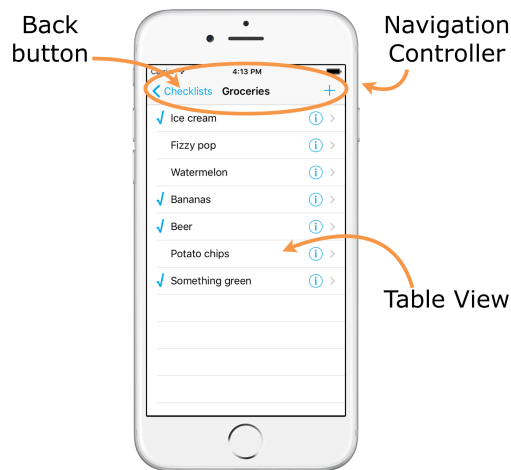 Back
button
Navigation
Controller
4:13 PM
Checklists Groceries
Ice cream
Fizzy pop
Watermelon
Bananas
Beer
Potato chips
Something green
Table View